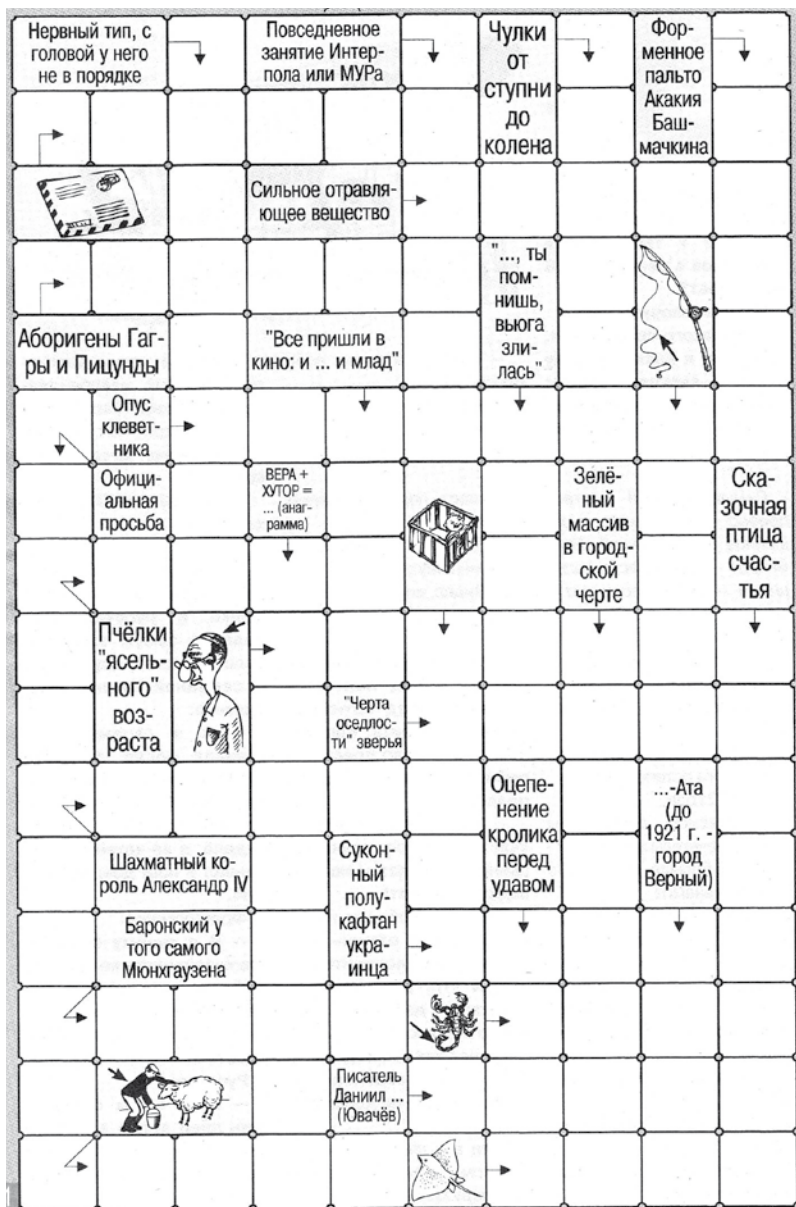 Нервный тип, с
головой у него
не в порядке
Повседневное
занятие Интер-
пола или МУРа
Чулки
от
ступни
до
колена
Фор-
менное
пальто
Акакия
Баш-
мачкина
Сильное отравля-
ющее вещество
"..., ты
пом-
нишь,
вьюга
зли-
лась"
Аборигены Гаг-
ры и Пицунды
"Все пришли в
кино: и ... и млад"
Опус
клевет-
ника
Офици-
альная
просьба
ВЕРА +
ХУТОР =
... (анаг-
рамма)
Зелё-
ный
массив
в город-
ской
черте
Ска-
зочная
птица
счас-
тья
Пчёлки
"ясель-
ного"
воз-
раста
"Черта
оседлос-
ти" зверья
Оцепе-
нение
кролика
перед
удавом
...-Ата
(до
1921 г. -
город
Верный)
Шахматный ко-
роль Александр IV
Сукон-
ный
полу-
кафтан
укра-
инца
Баронский у
того самого
Мюнхгаузена
Писатель
Даниил ...
(Ювачёв)